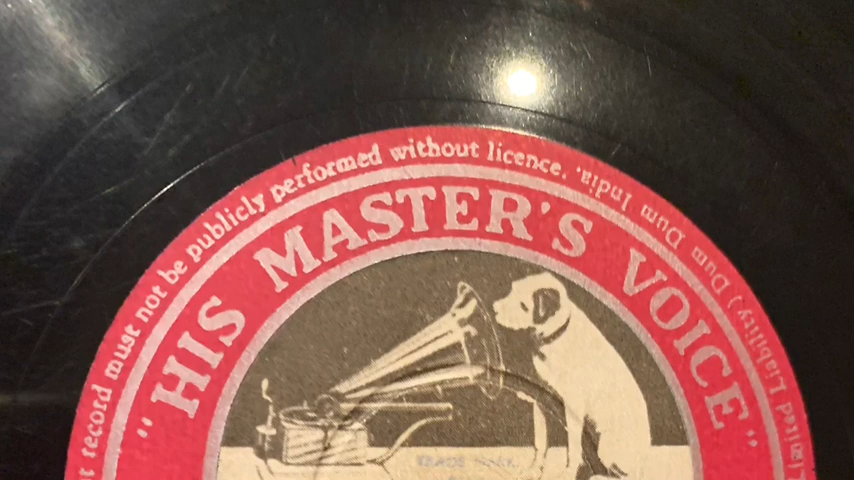 record must not be publicly performed without licence.
Liability) Dum Dum India.
"HIS MASTER'S VOICE"
TRADE MARK